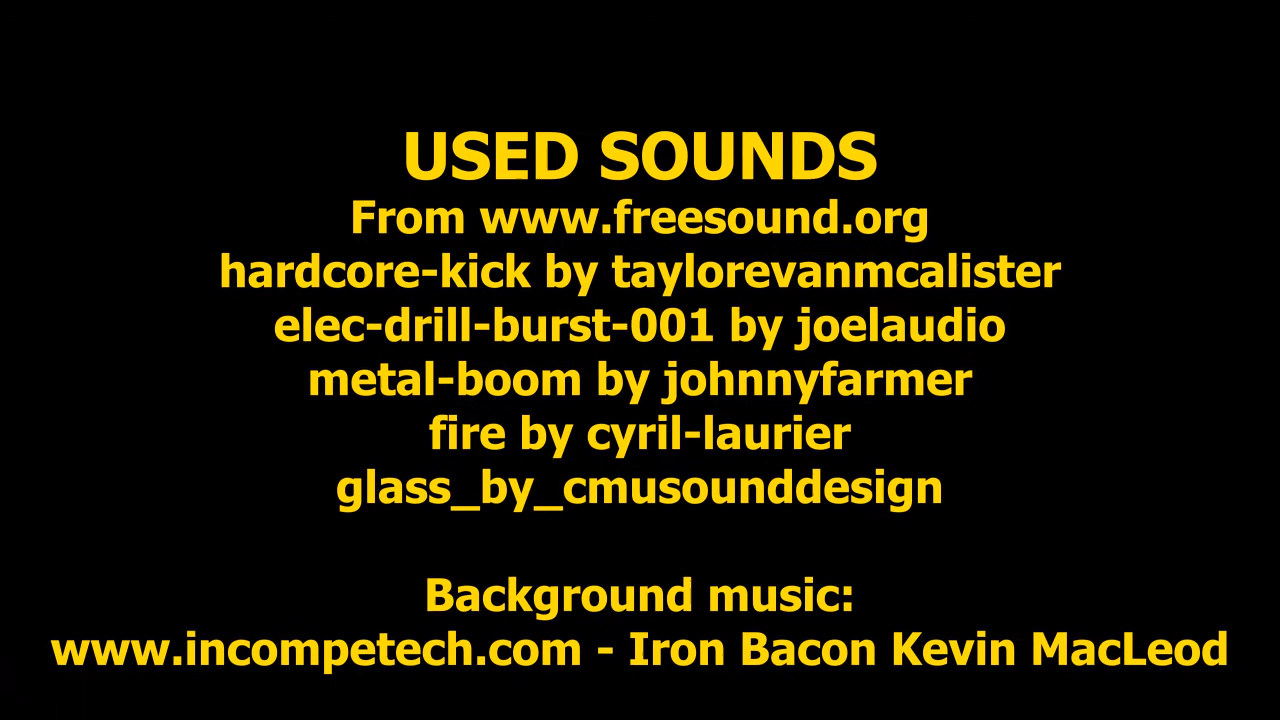 USED SOUNDS
From www.freesound.org
hardcore-kick by taylorevanmcalister
elec-drill-burst-001 by joelaudio
metal-boom by johnnyfarmer
fire by cyril-laurier
glass_by_cmusounddesign
Background music:
www.incompetech.com - Iron Bacon Kevin MacLeod